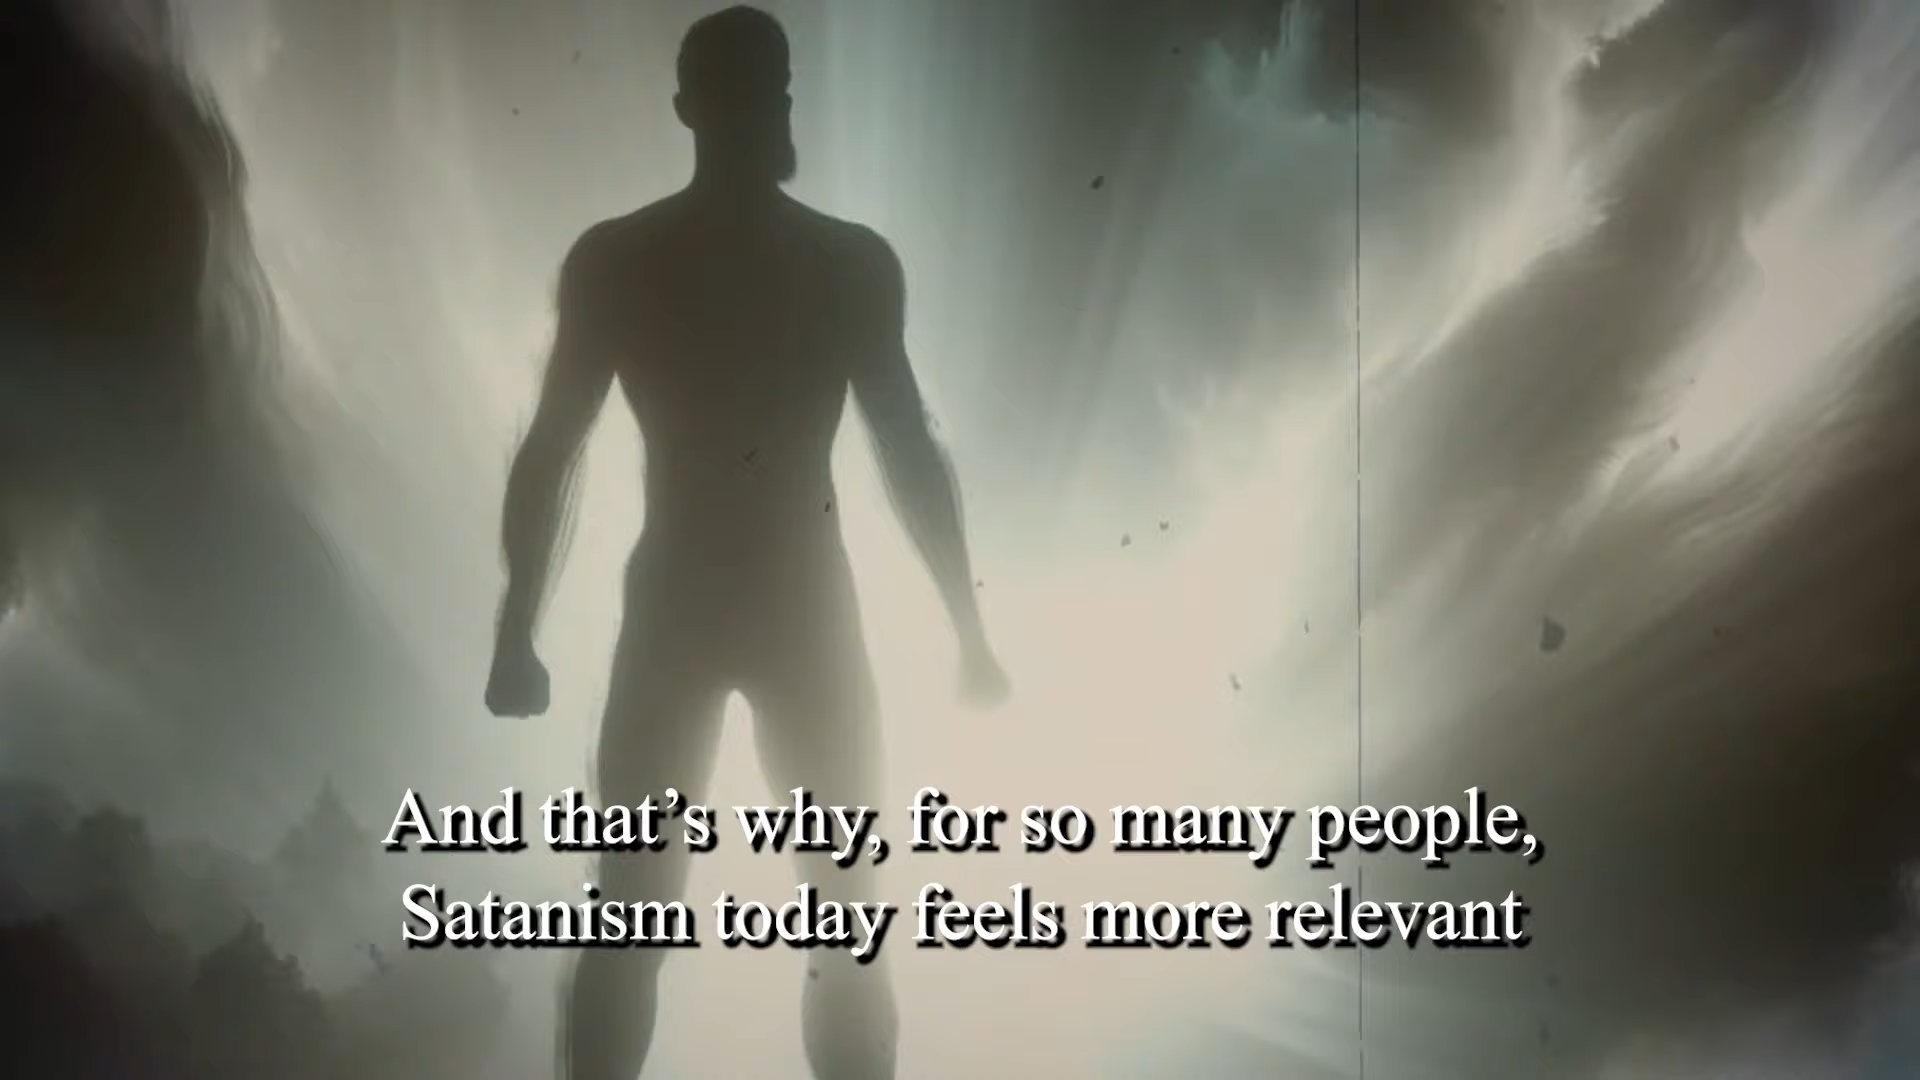 And that’s why, for so many people,
Satanism today feels more relevant